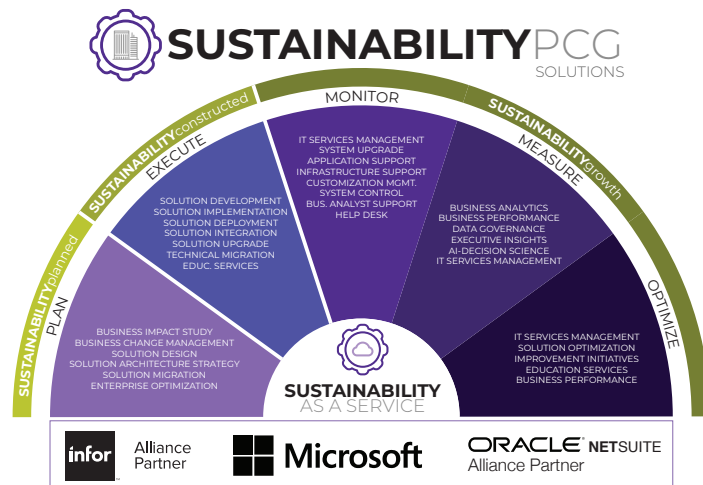 SUSTAINABILITYPCG
SOLUTIONS
SUSTAINABILITYplanned
SUSTAINABILITYconstructed
SUSTAINABILITYgrowth
PLAN
BUSINESS IMPACT STUDY
BUSINESS CHANGE MANAGEMENT
SOLUTION DESIGN
SOLUTION ARCHITECTURE STRATEGY
SOLUTION MIGRATION
ENTERPRISE OPTIMIZATION
EXECUTE
SOLUTION DEVELOPMENT
SOLUTION IMPLEMENTATION
SOLUTION DEPLOYMENT
SOLUTION INTEGRATION
SOLUTION UPGRADE
TECHNICAL MIGRATION
EDUC. SERVICES
MONITOR
IT SERVICES MANAGEMENT
SYSTEM UPGRADE
APPLICATION SUPPORT
INFRASTRUCTURE SUPPORT
CUSTOMIZATION MGMT.
SYSTEM CONTROL
BUS. ANALYST SUPPORT
HELP DESK
MEASURE
BUSINESS ANALYTICS
BUSINESS PERFORMANCE
DATA GOVERNANCE
EXECUTIVE INSIGHTS
AI-DECISION SCIENCE
IT SERVICES MANAGEMENT
OPTIMIZE
IT SERVICES MANAGEMENT
SOLUTION OPTIMIZATION
IMPROVEMENT INITIATIVES
EDUCATION SERVICES
BUSINESS PERFORMANCE
SUSTAINABILITY
AS A SERVICE
infor
Alliance
Partner
Microsoft
ORACLE NETSUITE
Alliance Partner